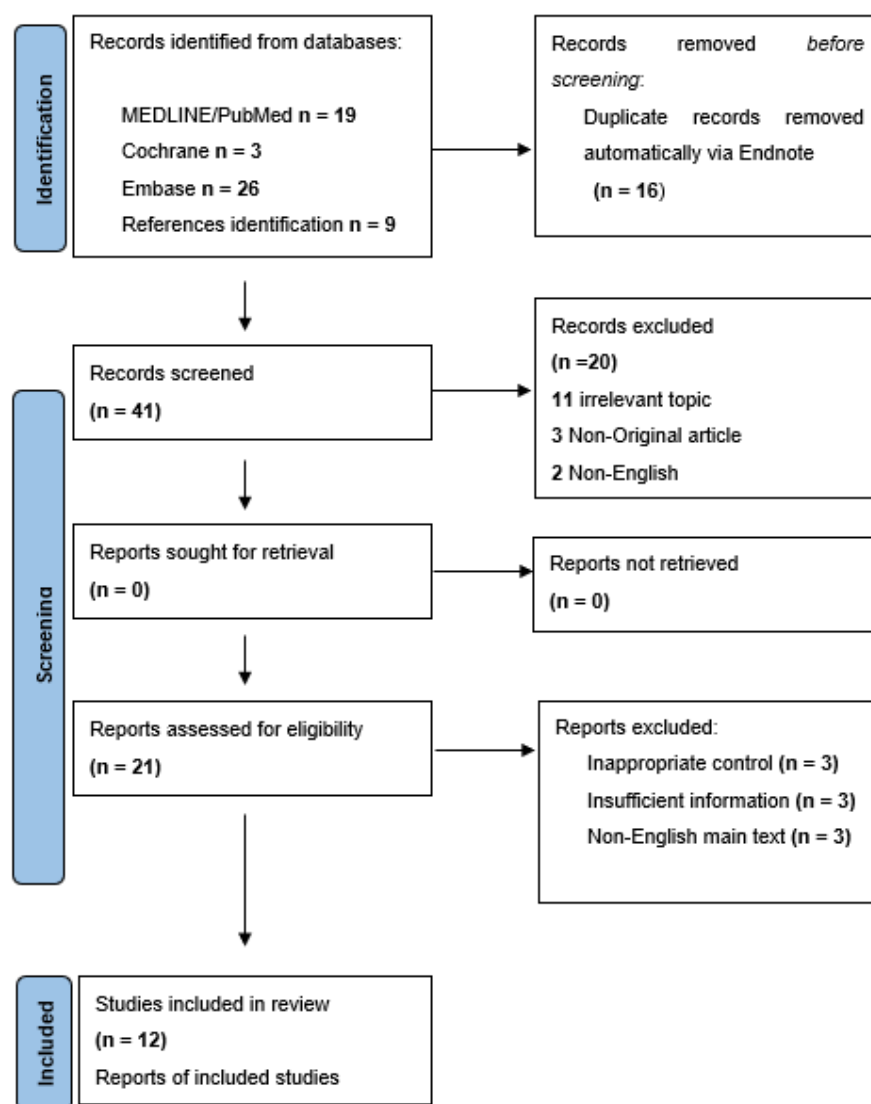 Identification
Records identified from databases:
MEDLINE/PubMed n = 19
Cochrane n = 3
Embase n = 26
References identification n = 9
Records removed before
screening:
Duplicate records removed
automatically via Endnote
(n = 16)
Screening
Records screened
(n = 41)
Records excluded
(n =20)
11 irrelevant topic
3 Non-Original article
2 Non-English
Reports sought for retrieval
(n = 0)
Reports not retrieved
(n = 0)
Reports assessed for eligibility
(n = 21)
Reports excluded:
Inappropriate control (n = 3)
Insufficient information (n = 3)
Non-English main text (n = 3)
Included
Studies included in review
(n = 12)
Reports of included studies